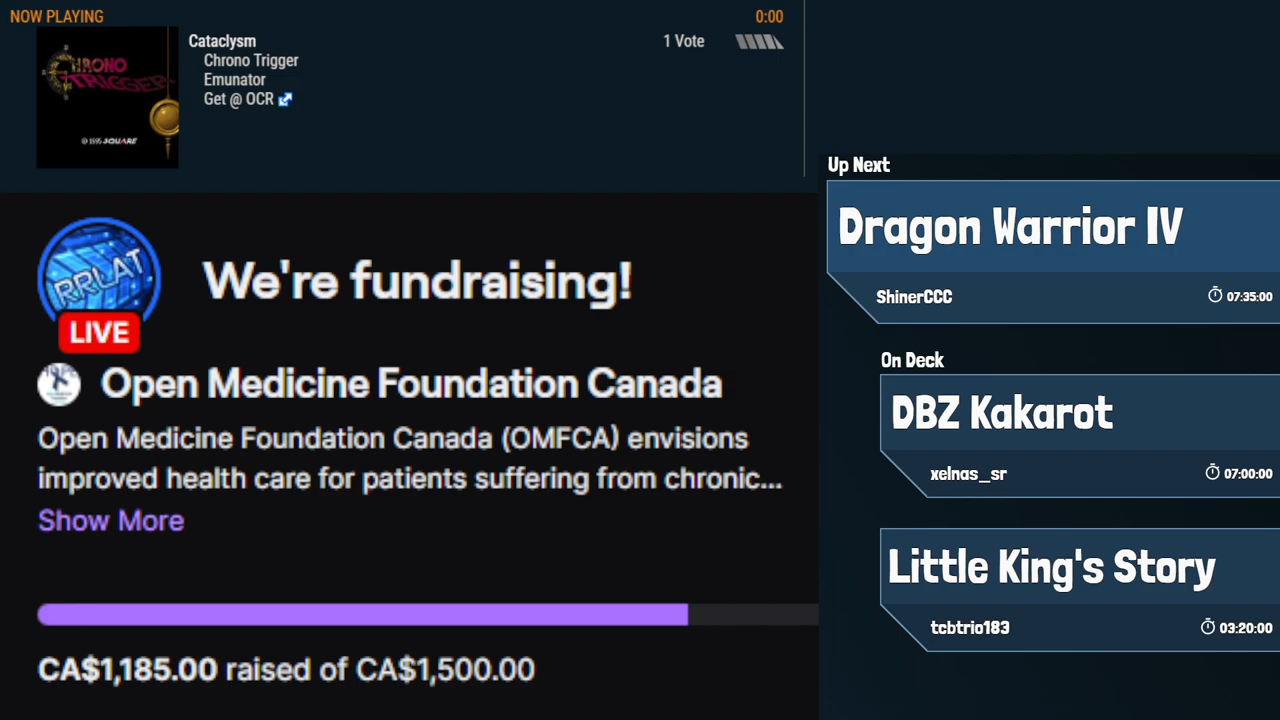 NOW PLAYING
0:00
CHRONO
TRIGGER
© 1995 SQUARE
Cataclysm
1 Vote
Chrono Trigger
Emunator
Get @ OCR
RRLAT
LIVE
We're fundraising!
Open Medicine Foundation Canada
Open Medicine Foundation Canada (OMFCA) envisions
improved health care for patients suffering from chronic...
Show More
CA$1,185.00 raised of CA$1,500.00
Up Next
Dragon Warrior IV
ShinerCCC
07:35:00
On Deck
DBZ Kakarot
xelnas_sr
07:00:00
Little King's Story
tcbtrio183
03:20:00